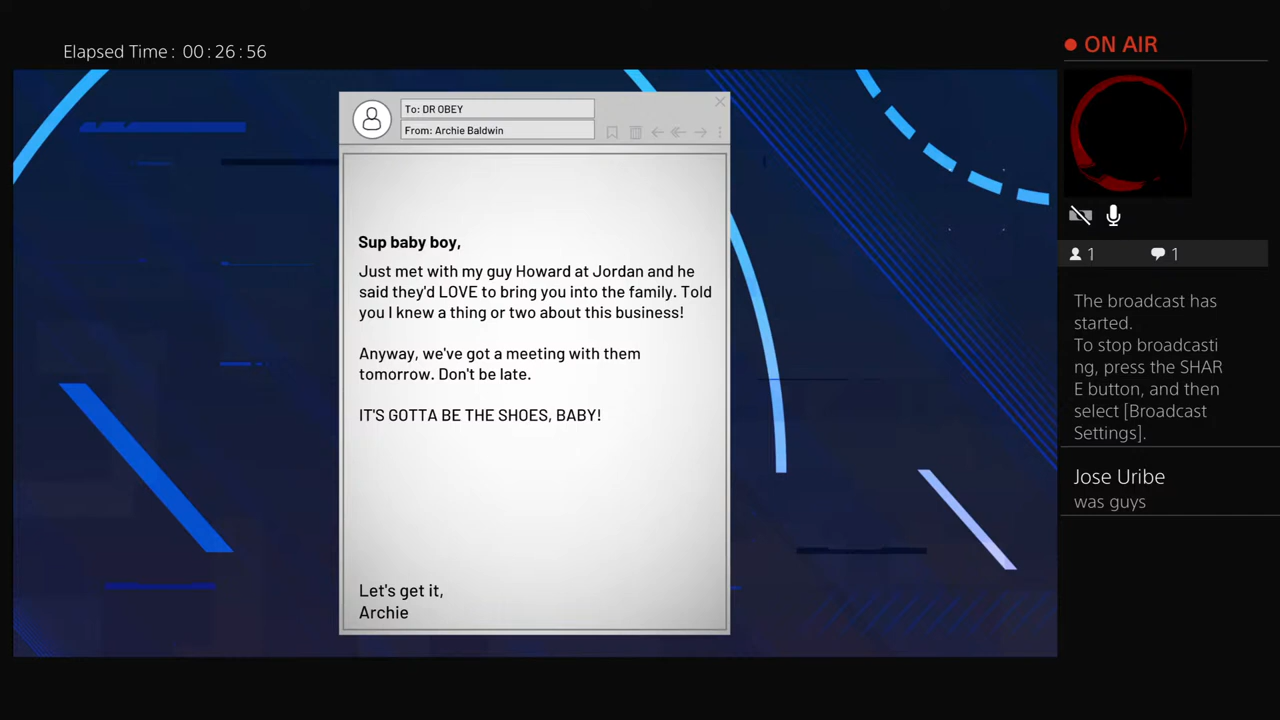 Elapsed Time: 00:26:56
ON AIR
To: DR OBEY
From: Archie Baldwin
Sup baby boy,
Just met with my guy Howard at Jordan and he
said they'd LOVE to bring you into the family. Told
you I knew a thing or two about this business!
Anyway, we've got a meeting with them
tomorrow. Don't be late.
IT'S GOTTA BE THE SHOES, BABY!
Let's get it,
Archie
1
1
The broadcast has
started.
To stop broadcasti
ng, press the SHAR
E button, and then
select [Broadcast
Settings].
Jose Uribe
was guys